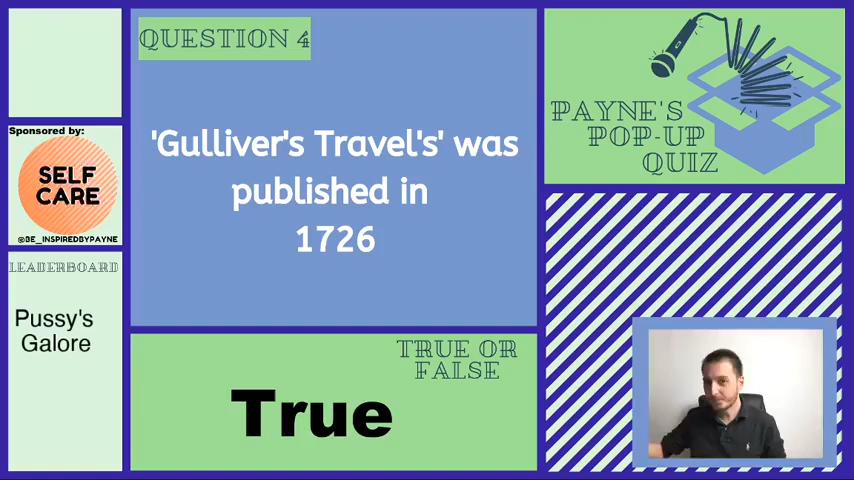 QUESTION 4
'Gulliver's Travel's' was
published in
1726
PAYNE'S
POP-UP
QUIZ
Sponsored by:
SELF
CARE
@BE_INSPIREDBYPAYNE
LEADERBOARD
Pussy's
Galore
TRUE OR
FALSE
True